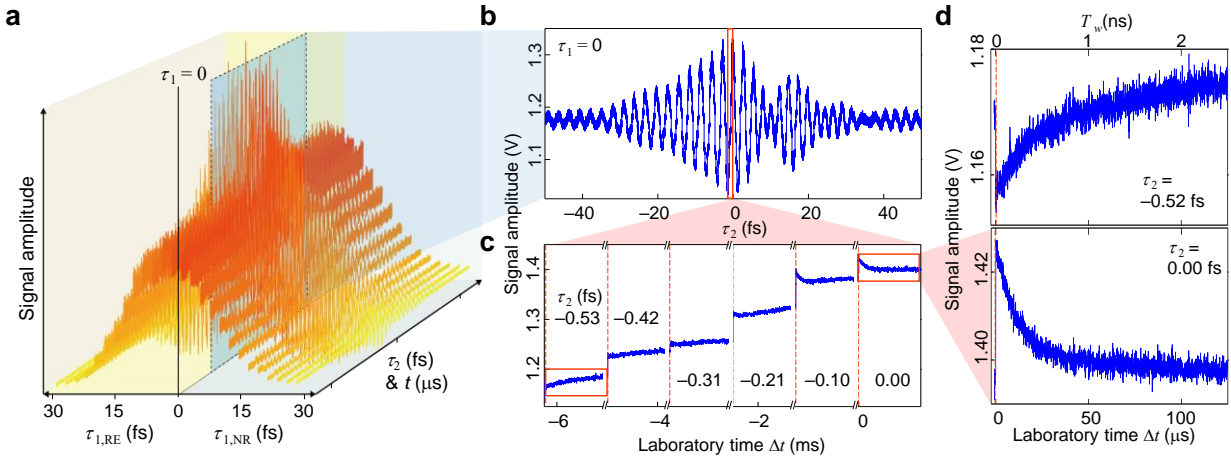 a
τ1 = 0
Signal amplitude
30 15 0 15 30
τ1,RE (fs)
τ1,NR (fs)
τ2 (fs)
& t (μs)
b
τ1 = 0
1.3
1.2
1.1
−40 −20 0 20 40
τ2 (fs)
Signal amplitude (V)
c
1.4
1.3
1.2
τ2 (fs)
−0.53 −0.42
−0.31 −0.21 −0.10 0.00
−6 −4 −2 0
Laboratory time Δt (ms)
d
Tw(ns)
0 1 2
1.18
1.16
τ2 =
−0.52 fs
Signal amplitude (V)
τ2 =
0.00 fs
1.42
1.40
0 50 100
Laboratory time Δt (μs)